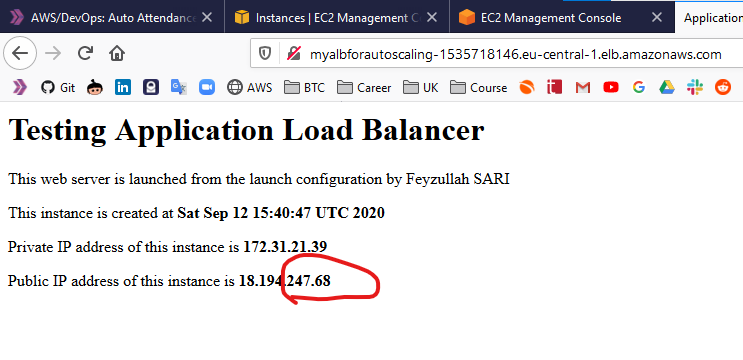 AWS/DevOps: Auto Attendanc
Instances | EC2 Management C
EC2 Management Console
Application
myalbforautoscaling-1535718146.eu-central-1.elb.amazonaws.com
Git
AWS
BTC
Career
UK
Course
Testing Application Load Balancer
This web server is launched from the launch configuration by Feyzullah SARI
This instance is created at Sat Sep 12 15:40:47 UTC 2020
Private IP address of this instance is 172.31.21.39
Public IP address of this instance is 18.194.247.68